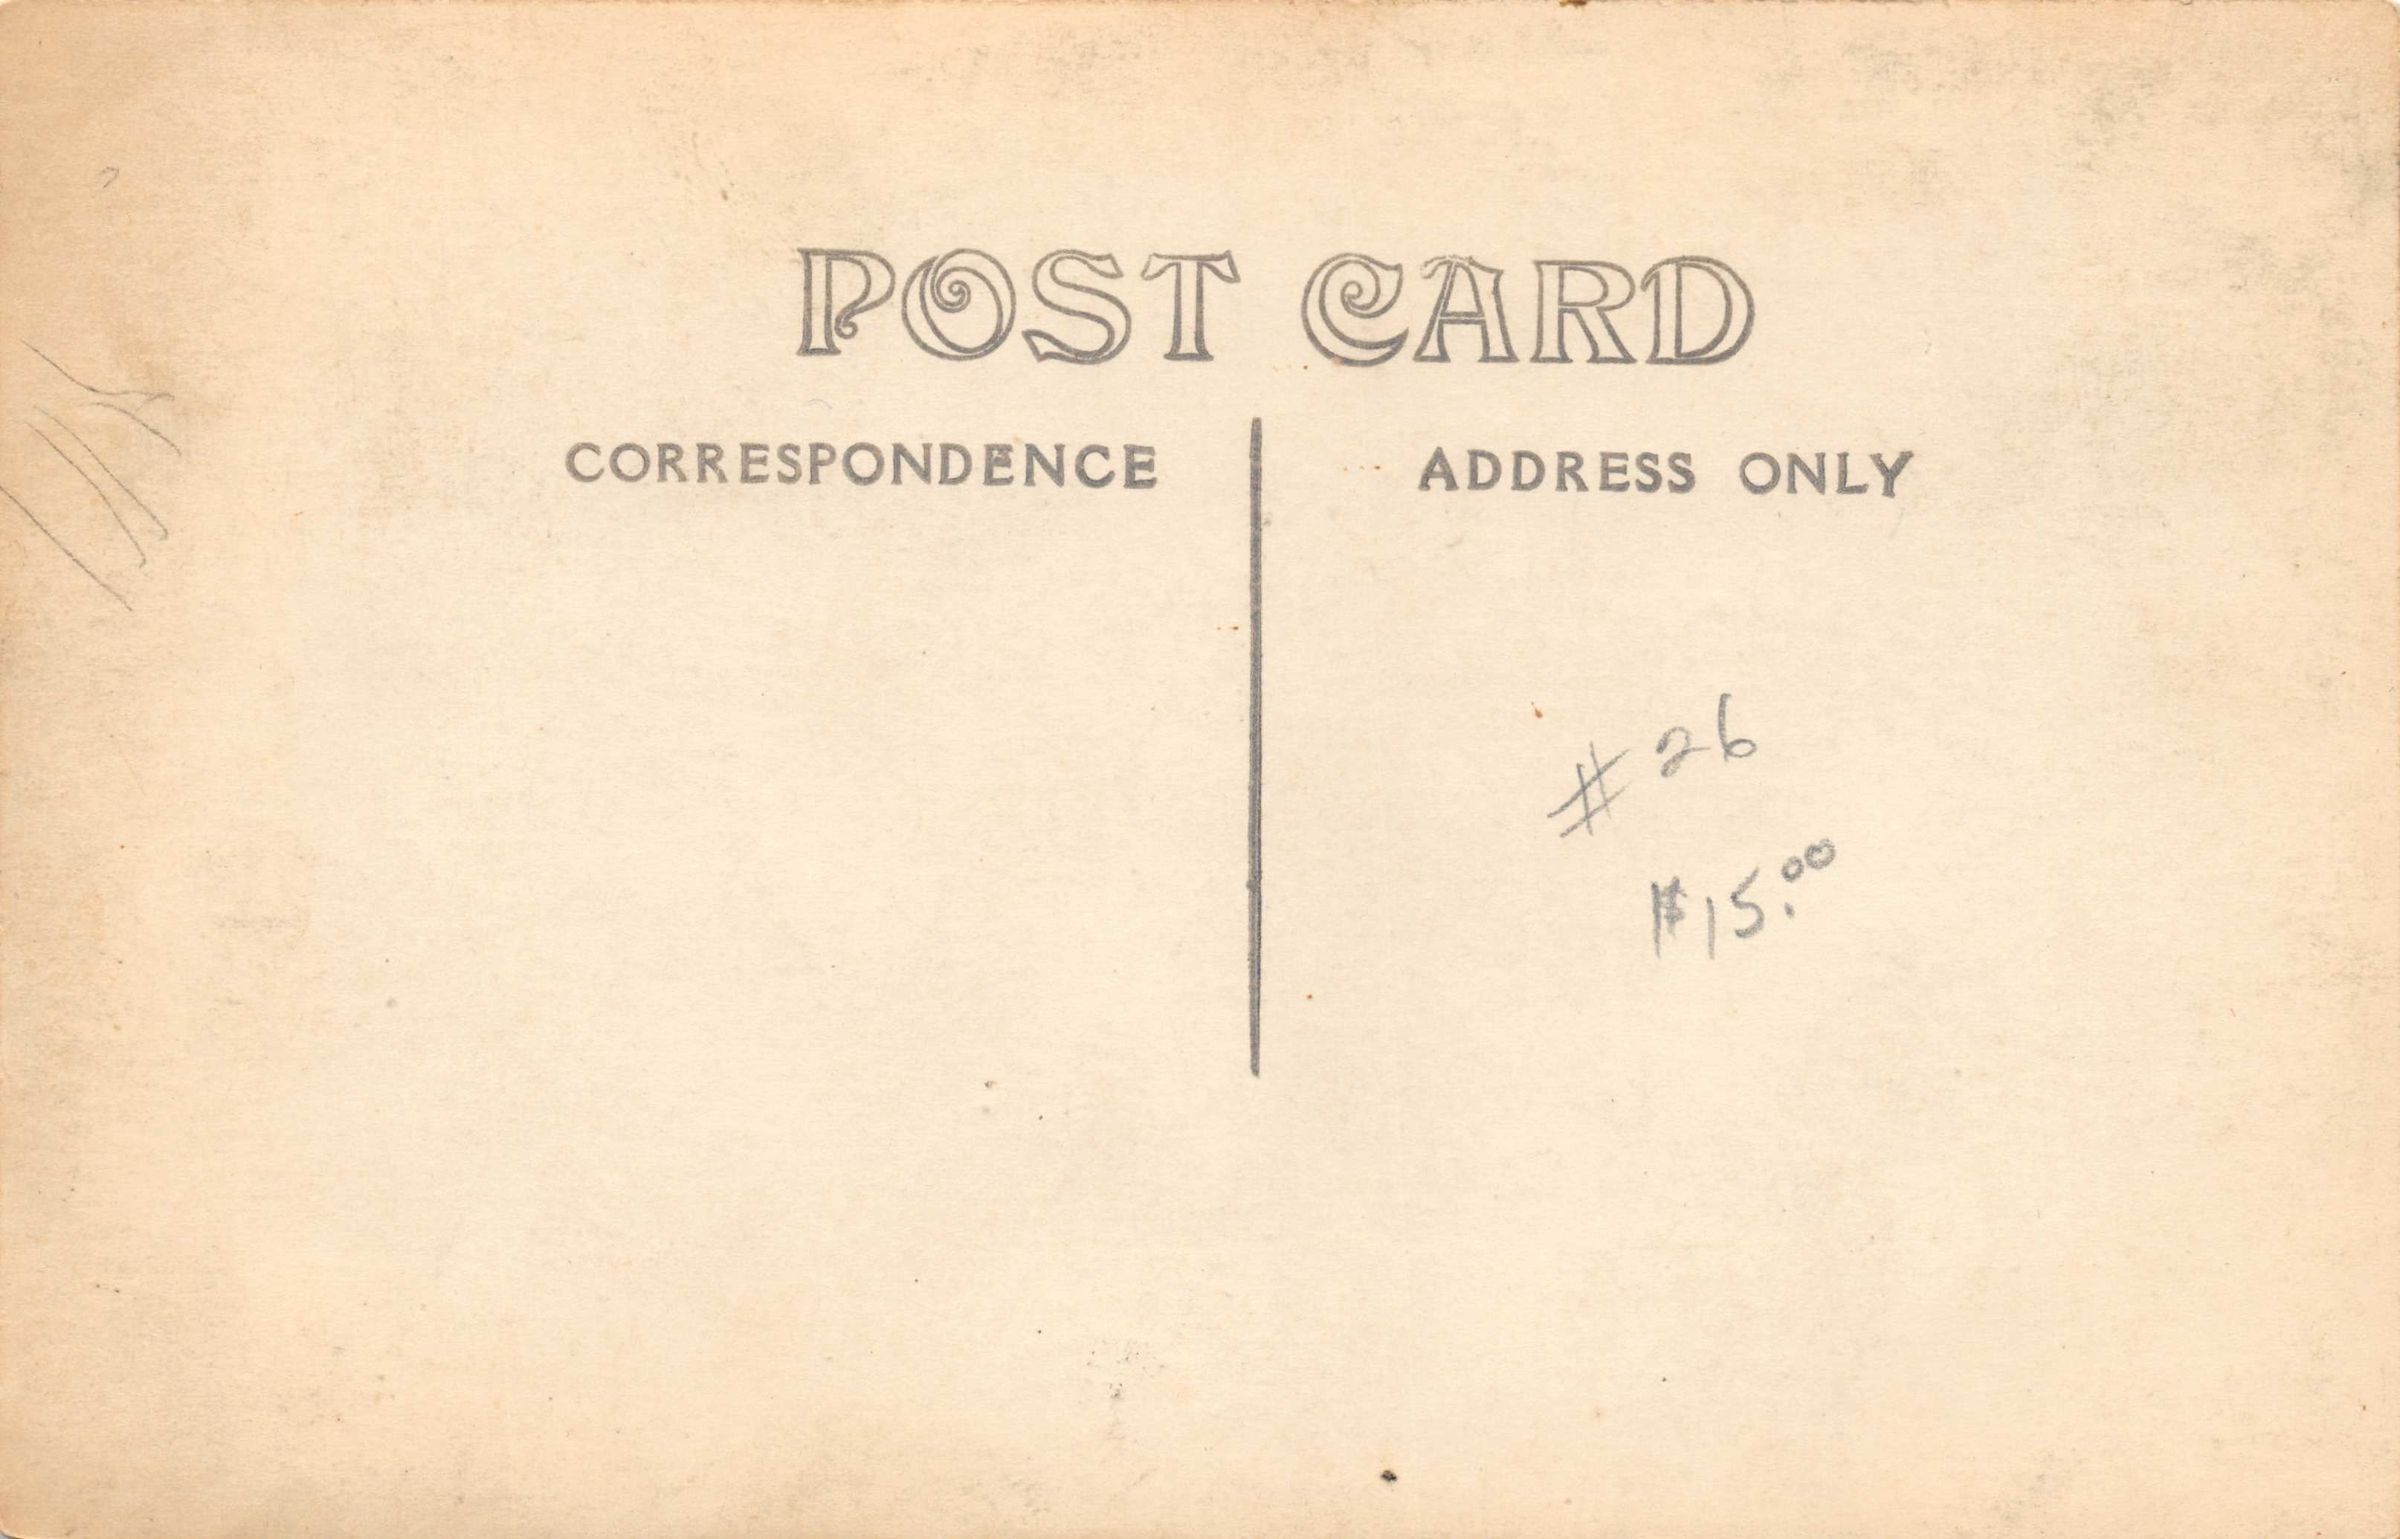 POST CARD
CORRESPONDENCE
ADDRESS ONLY
# 26
$15.00